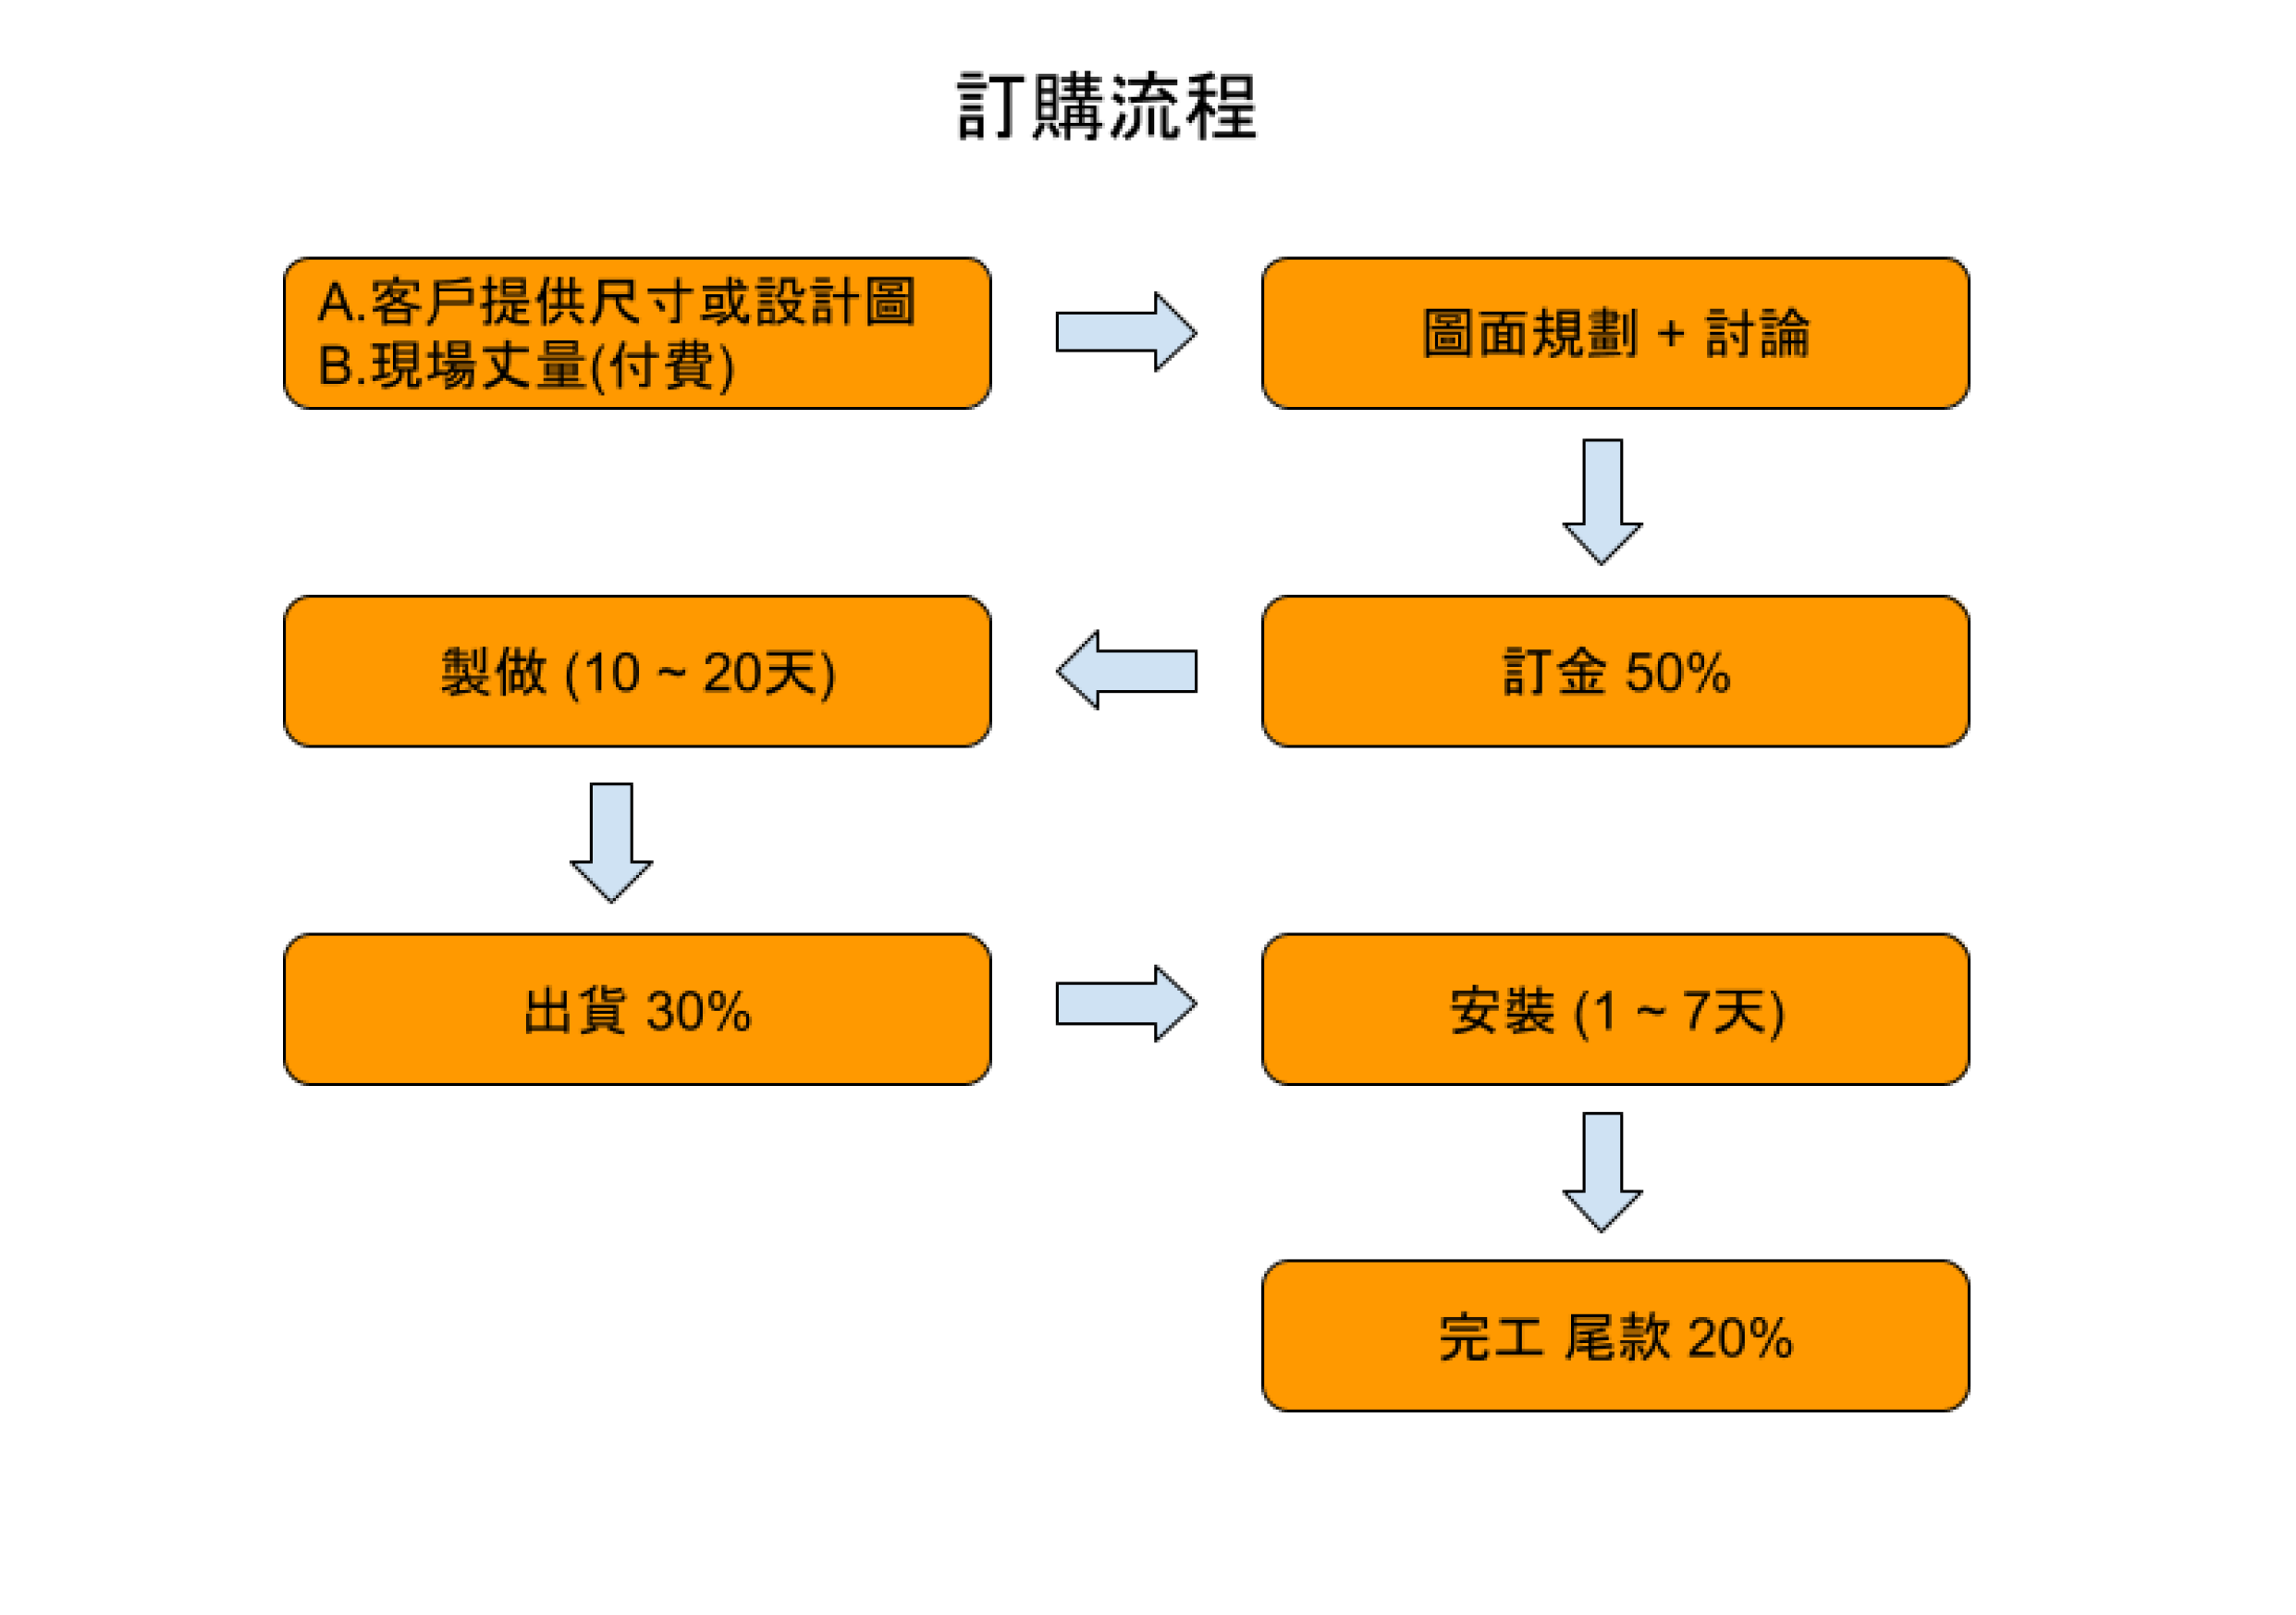 訂購流程
A.客戶提供尺寸或設計圖
B.現場丈量(付費)
圖面規劃 + 討論
訂金 50%
製做 (10 ~ 20天)
出貨 30%
安裝 (1 ~ 7天)
完工 尾款 20%